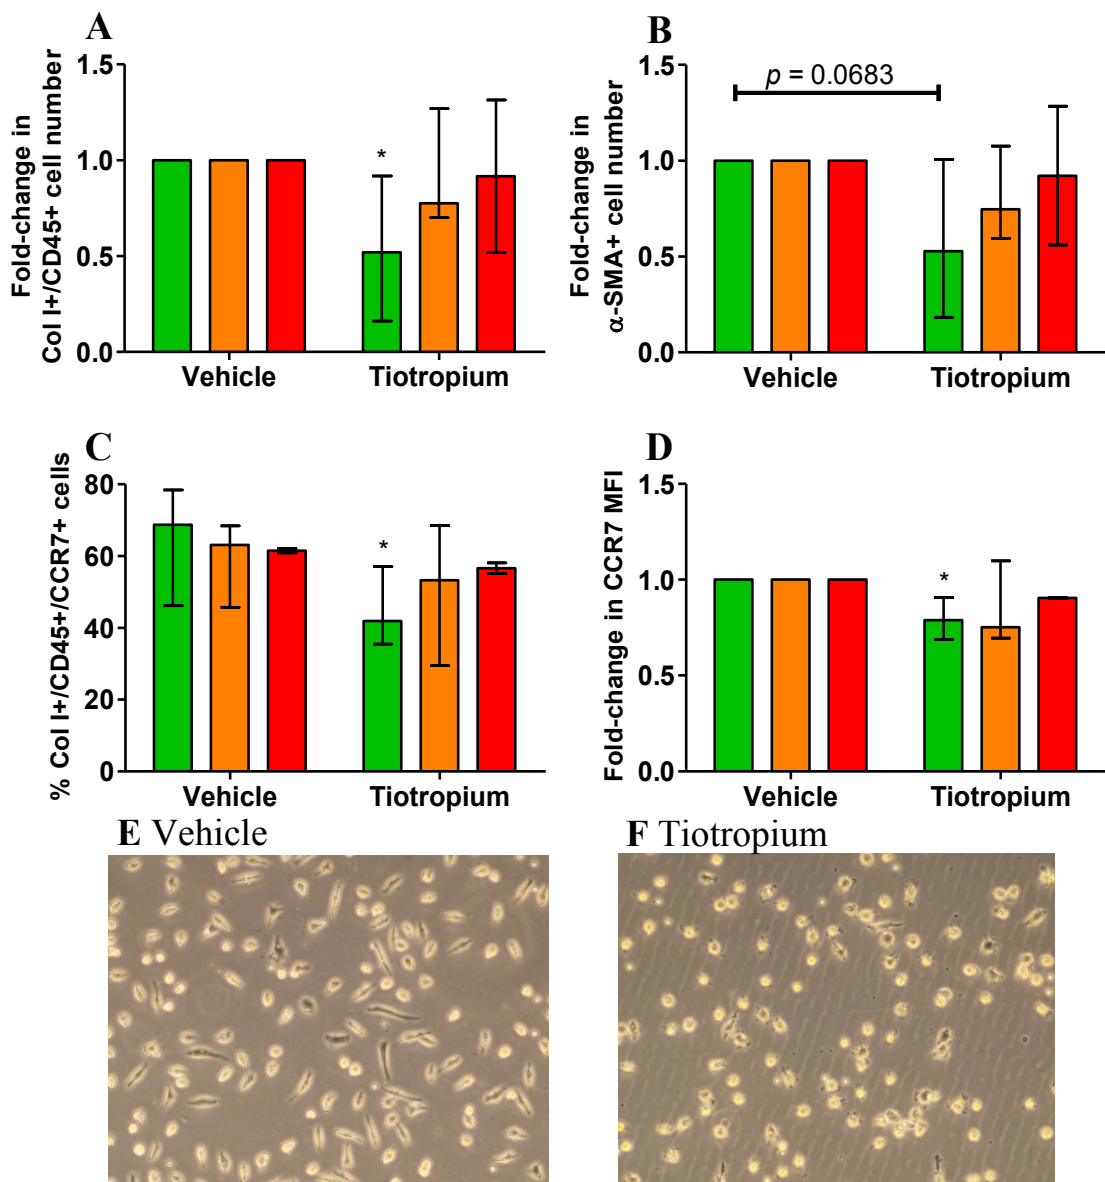 A
Fold-change in
Col I+/CD45+ cell number
1.5
1.0
0.5
0.0
*
Vehicle
Tiotropium
B
Fold-change in
α-SMA+ cell number
1.5
1.0
0.5
0.0
p = 0.0683
Vehicle
Tiotropium
C
% Col I+/CD45+/CCR7+ cells
80
60
40
20
0
*
Vehicle
Tiotropium
D
Fold-change in CCR7 MFI
1.5
1.0
0.5
0.0
*
Vehicle
Tiotropium
E Vehicle
F Tiotropium